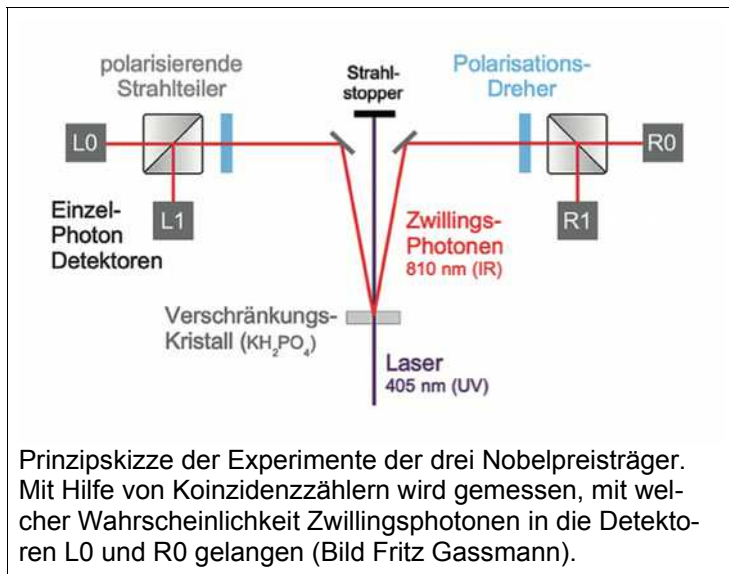 polarisierende
Strahlteiler
Strahl-
stopper
Polarisations-
Dreher
L0
R0
L1
R1
Einzel-
Photon
Detektoren
Zwillings-
Photonen
810 nm (IR)
Verschränkungs-
Kristall (KH₂PO₄)
Laser
405 nm (UV)
Prinzipskizze der Experimente der drei Nobelpreisträger.
Mit Hilfe von Koinzidenzzählern wird gemessen, mit wel-
cher Wahrscheinlichkeit Zwillingsphotonen in die Detekto-
ren L0 und R0 gelangen (Bild Fritz Gassmann).